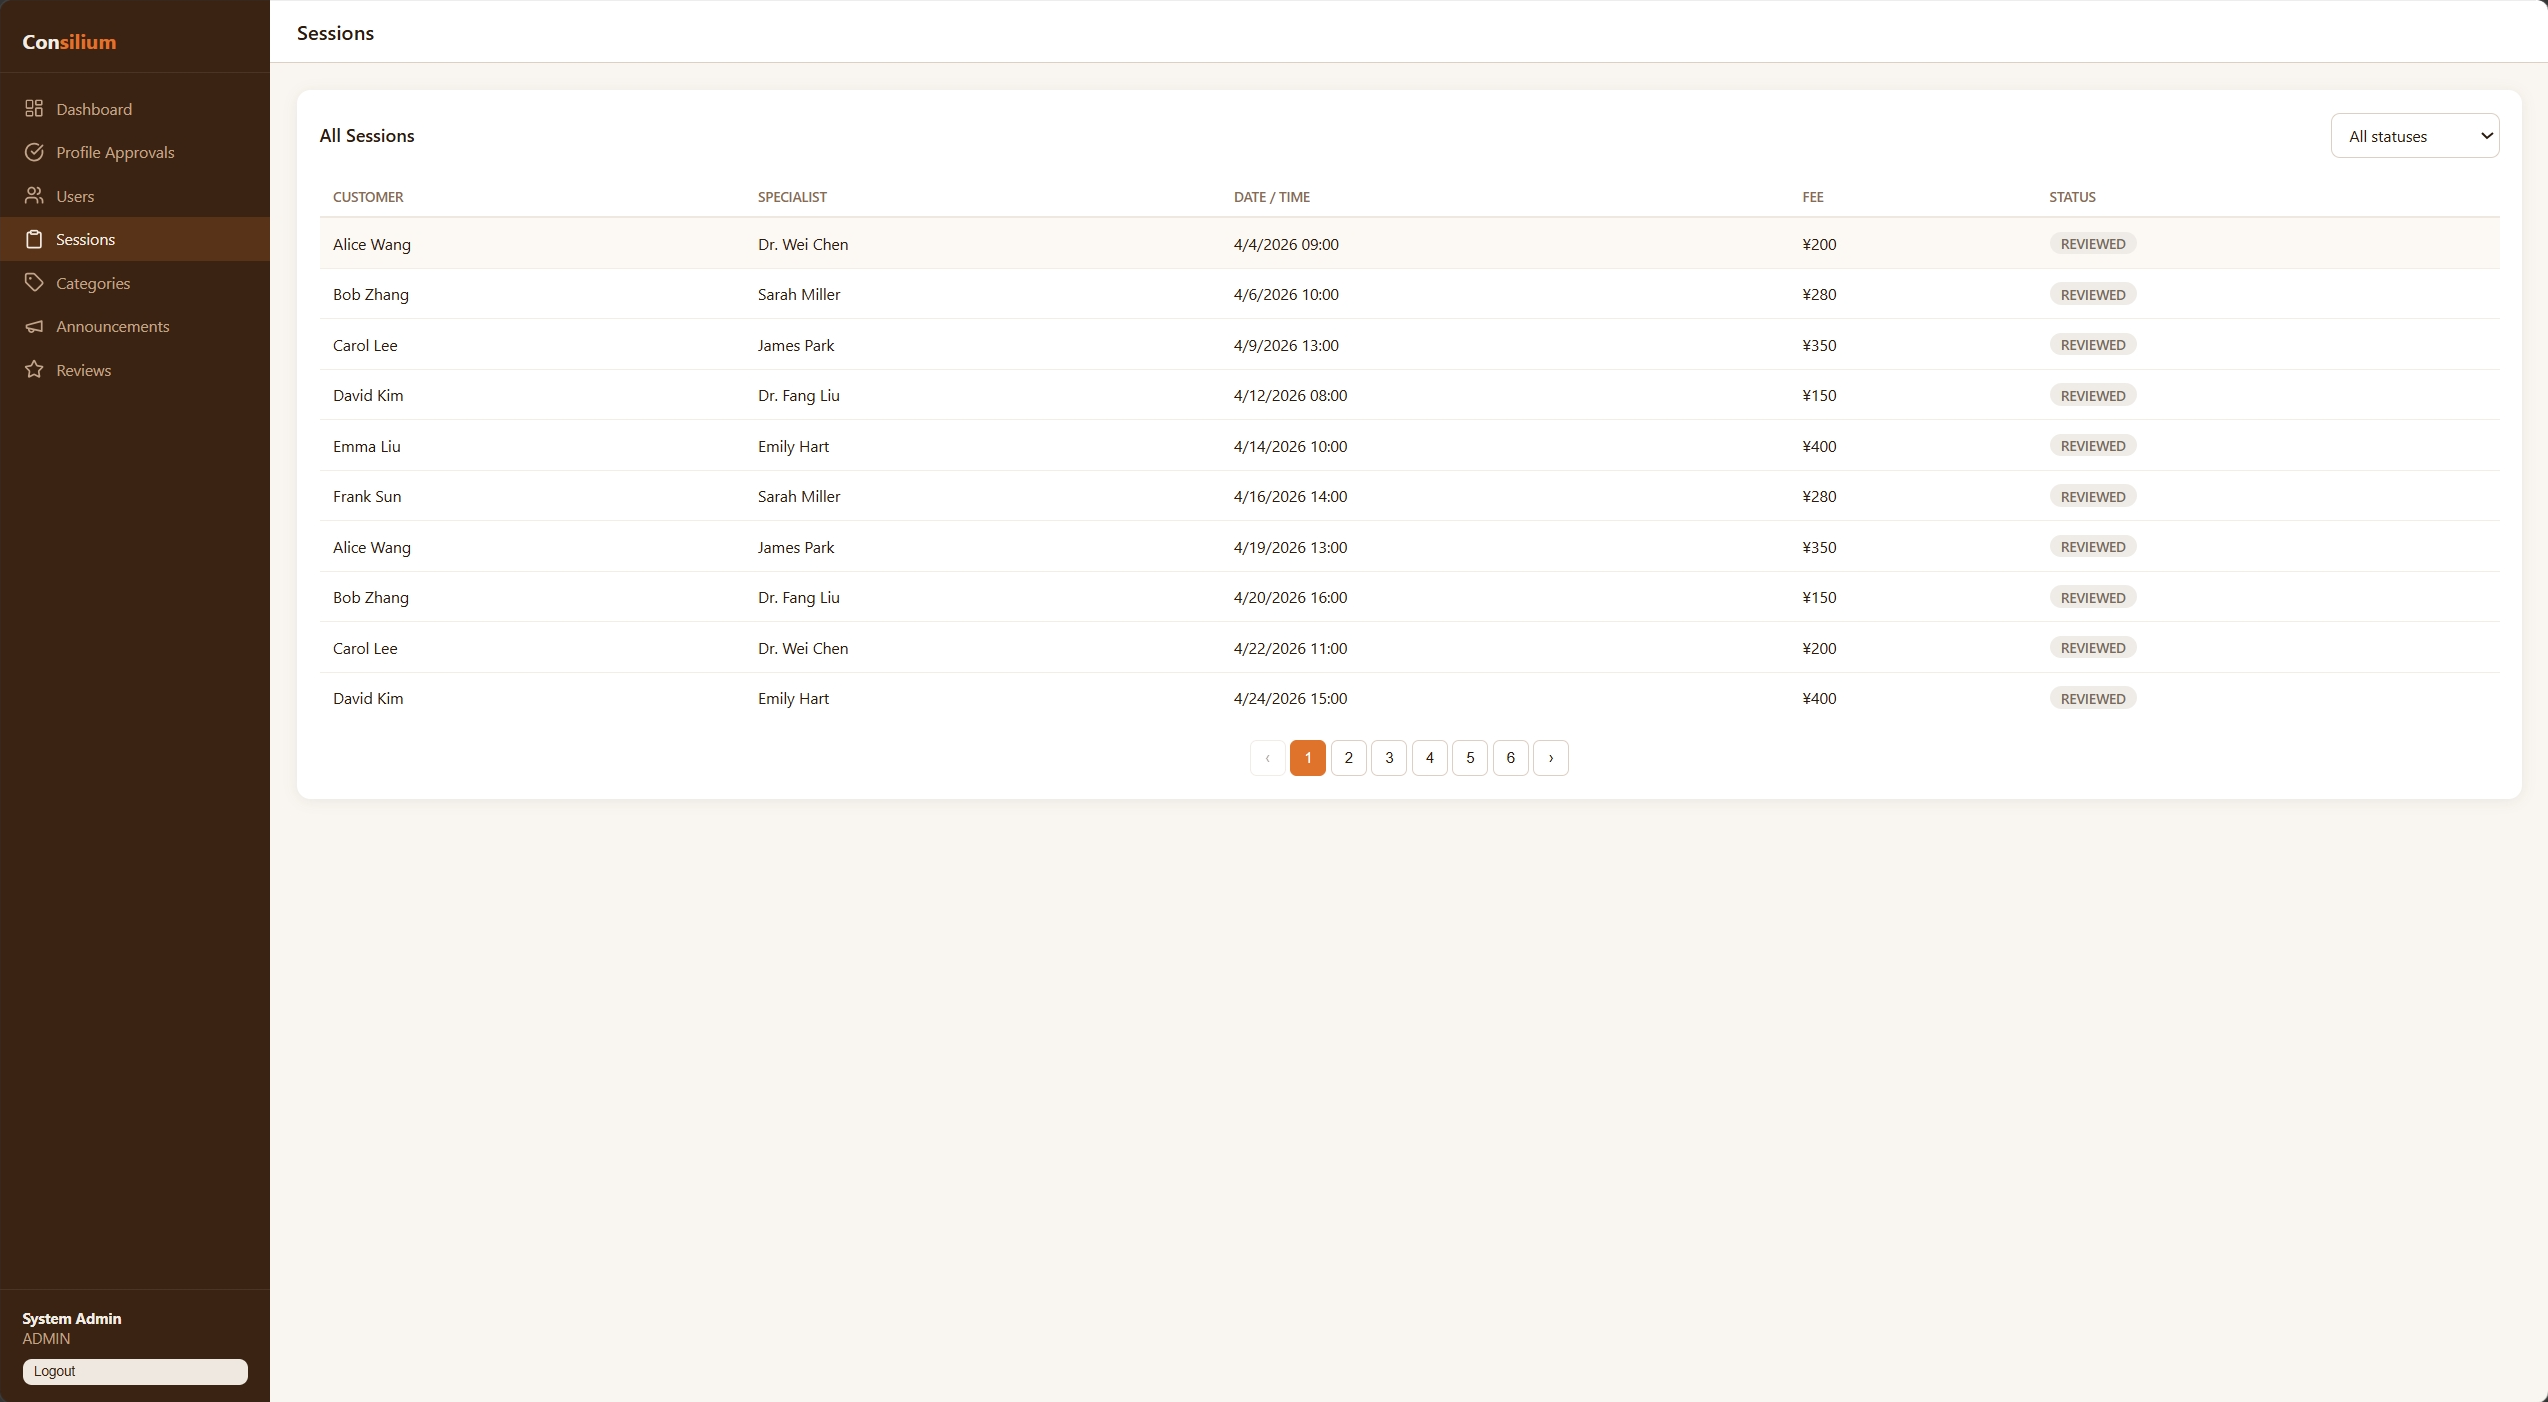 Consilium
Dashboard
Profile Approvals
Users
Sessions
Categories
Announcements
Reviews
System Admin
ADMIN
Logout
Sessions
All Sessions
All statuses
CUSTOMER SPECIALIST DATE / TIME FEE STATUS
Alice Wang Dr. Wei Chen 4/4/2026 09:00 ¥200 REVIEWED
Bob Zhang Sarah Miller 4/6/2026 10:00 ¥280 REVIEWED
Carol Lee James Park 4/9/2026 13:00 ¥350 REVIEWED
David Kim Dr. Fang Liu 4/12/2026 08:00 ¥150 REVIEWED
Emma Liu Emily Hart 4/14/2026 10:00 ¥400 REVIEWED
Frank Sun Sarah Miller 4/16/2026 14:00 ¥280 REVIEWED
Alice Wang James Park 4/19/2026 13:00 ¥350 REVIEWED
Bob Zhang Dr. Fang Liu 4/20/2026 16:00 ¥150 REVIEWED
Carol Lee Dr. Wei Chen 4/22/2026 11:00 ¥200 REVIEWED
David Kim Emily Hart 4/24/2026 15:00 ¥400 REVIEWED
‹ 1 2 3 4 5 6 ›